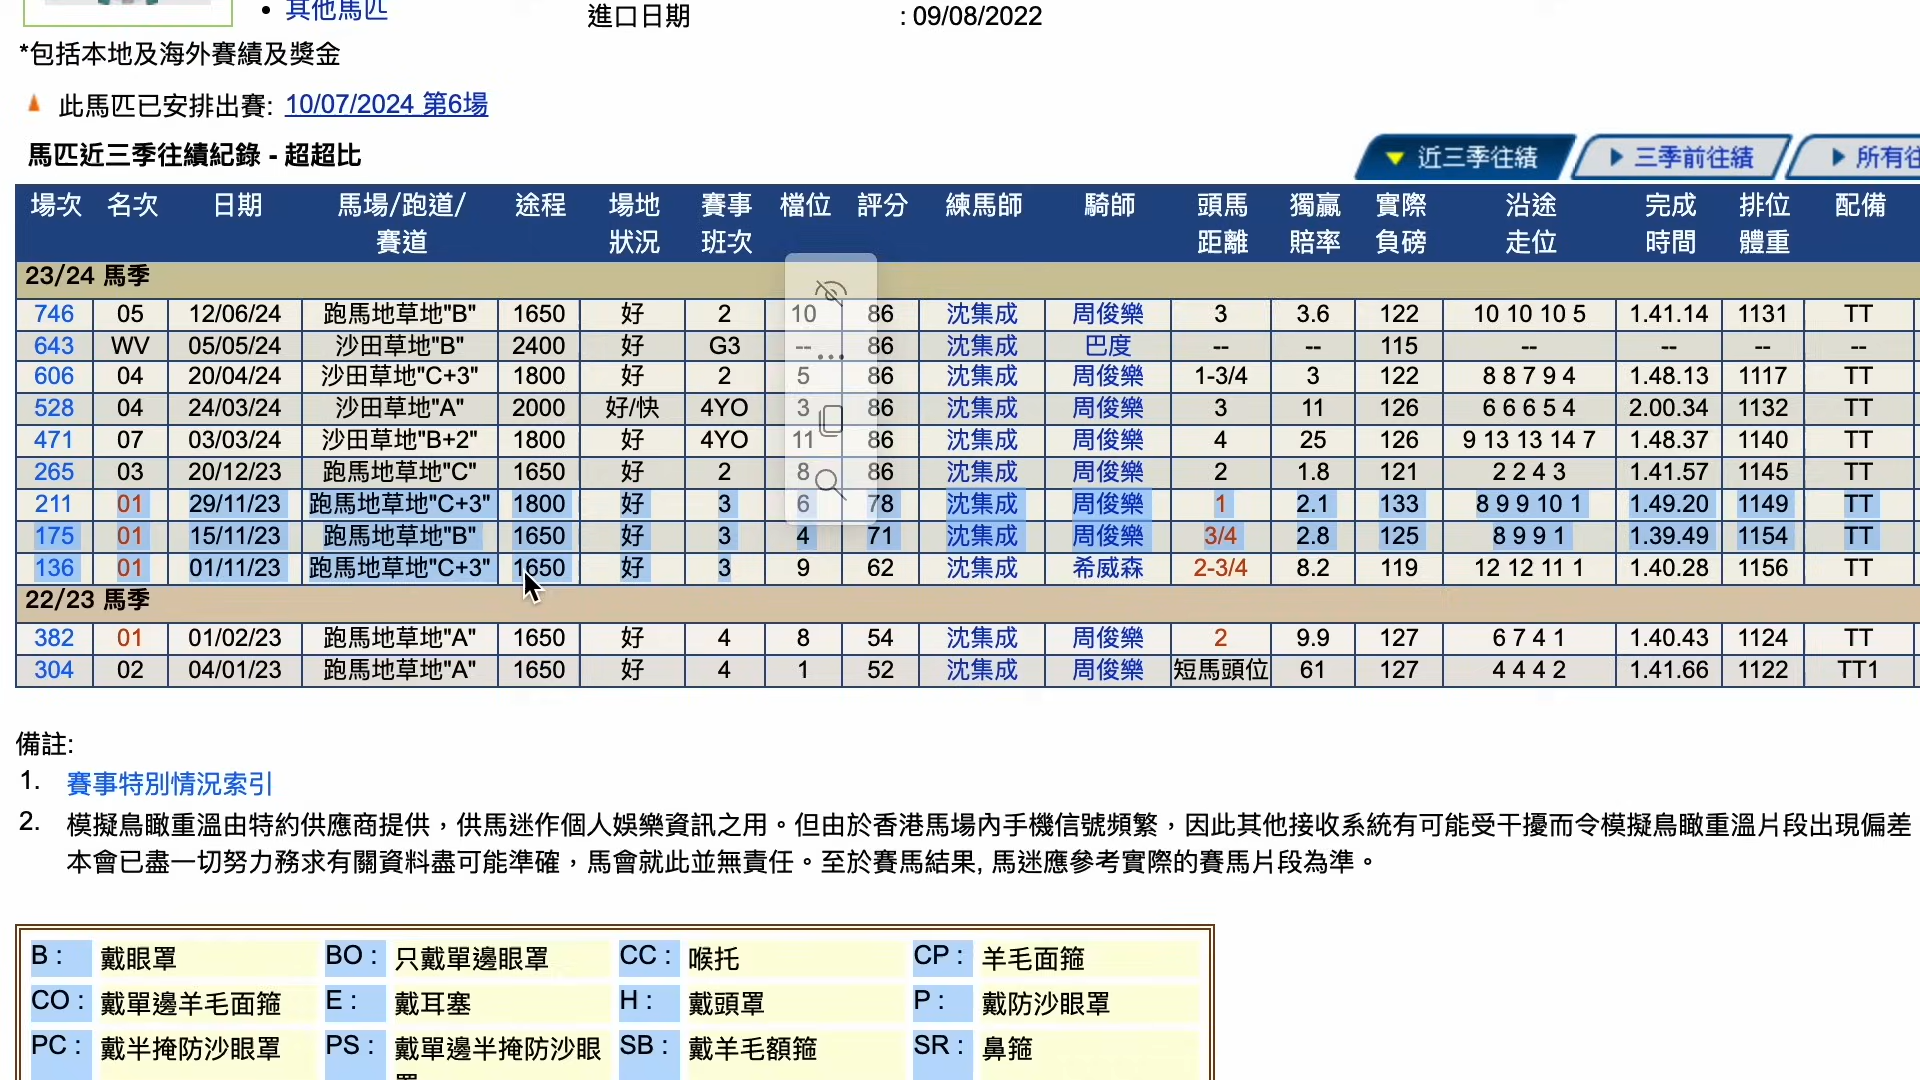 • 其他馬匹
進口日期 : 09/08/2022
*包括本地及海外賽績及獎金
此馬匹已安排出賽: 10/07/2024 第6場
馬匹近三季往績紀錄 - 超超比
近三季往績 三季前往績 所有往
場次 名次 日期 馬場/跑道/賽道 途程 場地狀況 賽事班次 檔位 評分 練馬師 騎師 頭馬距離 獨贏賠率 實際負磅 沿途走位 完成時間 排位體重 配備
23/24 馬季
746 05 12/06/24 跑馬地草地"B" 1650 好 2 10 86 沈集成 周俊樂 3 3.6 122 10 10 10 5 1.41.14 1131 TT
643 WV 05/05/24 沙田草地"B" 2400 好 G3 -- 86 沈集成 巴度 -- -- 115 -- -- -- --
606 04 20/04/24 沙田草地"C+3" 1800 好 2 5 86 沈集成 周俊樂 1-3/4 3 122 8 8 7 9 4 1.48.13 1117 TT
528 04 24/03/24 沙田草地"A" 2000 好/快 4YO 3 86 沈集成 周俊樂 3 11 126 6 6 6 5 4 2.00.34 1132 TT
471 07 03/03/24 沙田草地"B+2" 1800 好 4YO 11 86 沈集成 周俊樂 4 25 126 9 13 13 14 7 1.48.37 1140 TT
265 03 20/12/23 跑馬地草地"C" 1650 好 2 8 86 沈集成 周俊樂 2 1.8 121 2 2 4 3 1.41.57 1145 TT
211 01 29/11/23 跑馬地草地"C+3" 1800 好 3 6 78 沈集成 周俊樂 1 2.1 133 8 9 9 10 1 1.49.20 1149 TT
175 01 15/11/23 跑馬地草地"B" 1650 好 3 4 71 沈集成 周俊樂 3/4 2.8 125 8 9 9 1 1.39.49 1154 TT
136 01 01/11/23 跑馬地草地"C+3" 1650 好 3 9 62 沈集成 希威森 2-3/4 8.2 119 12 12 11 1 1.40.28 1156 TT
22/23 馬季
382 01 01/02/23 跑馬地草地"A" 1650 好 4 8 54 沈集成 周俊樂 2 9.9 127 6 7 4 1 1.40.43 1124 TT
304 02 04/01/23 跑馬地草地"A" 1650 好 4 1 52 沈集成 周俊樂 短馬頭位 61 127 4 4 4 2 1.41.66 1122 TT1
備註:
1. 賽事特別情況索引
2. 模擬鳥瞰重溫由特約供應商提供，供馬迷作個人娛樂資訊之用。但由於香港馬場內手機信號頻繁，因此其他接收系統有可能受干擾而令模擬鳥瞰重溫片段出現偏差
本會已盡一切努力務求有關資料盡可能準確，馬會就此並無責任。至於賽馬結果, 馬迷應參考實際的賽馬片段為準。
B : 戴眼罩 BO : 只戴單邊眼罩 CC : 喉托 CP : 羊毛面箍
CO : 戴單邊羊毛面箍 E : 戴耳塞 H : 戴頭罩 P : 戴防沙眼罩
PC : 戴半掩防沙眼罩 PS : 戴單邊半掩防沙眼 SB : 戴羊毛額箍 SR : 鼻箍